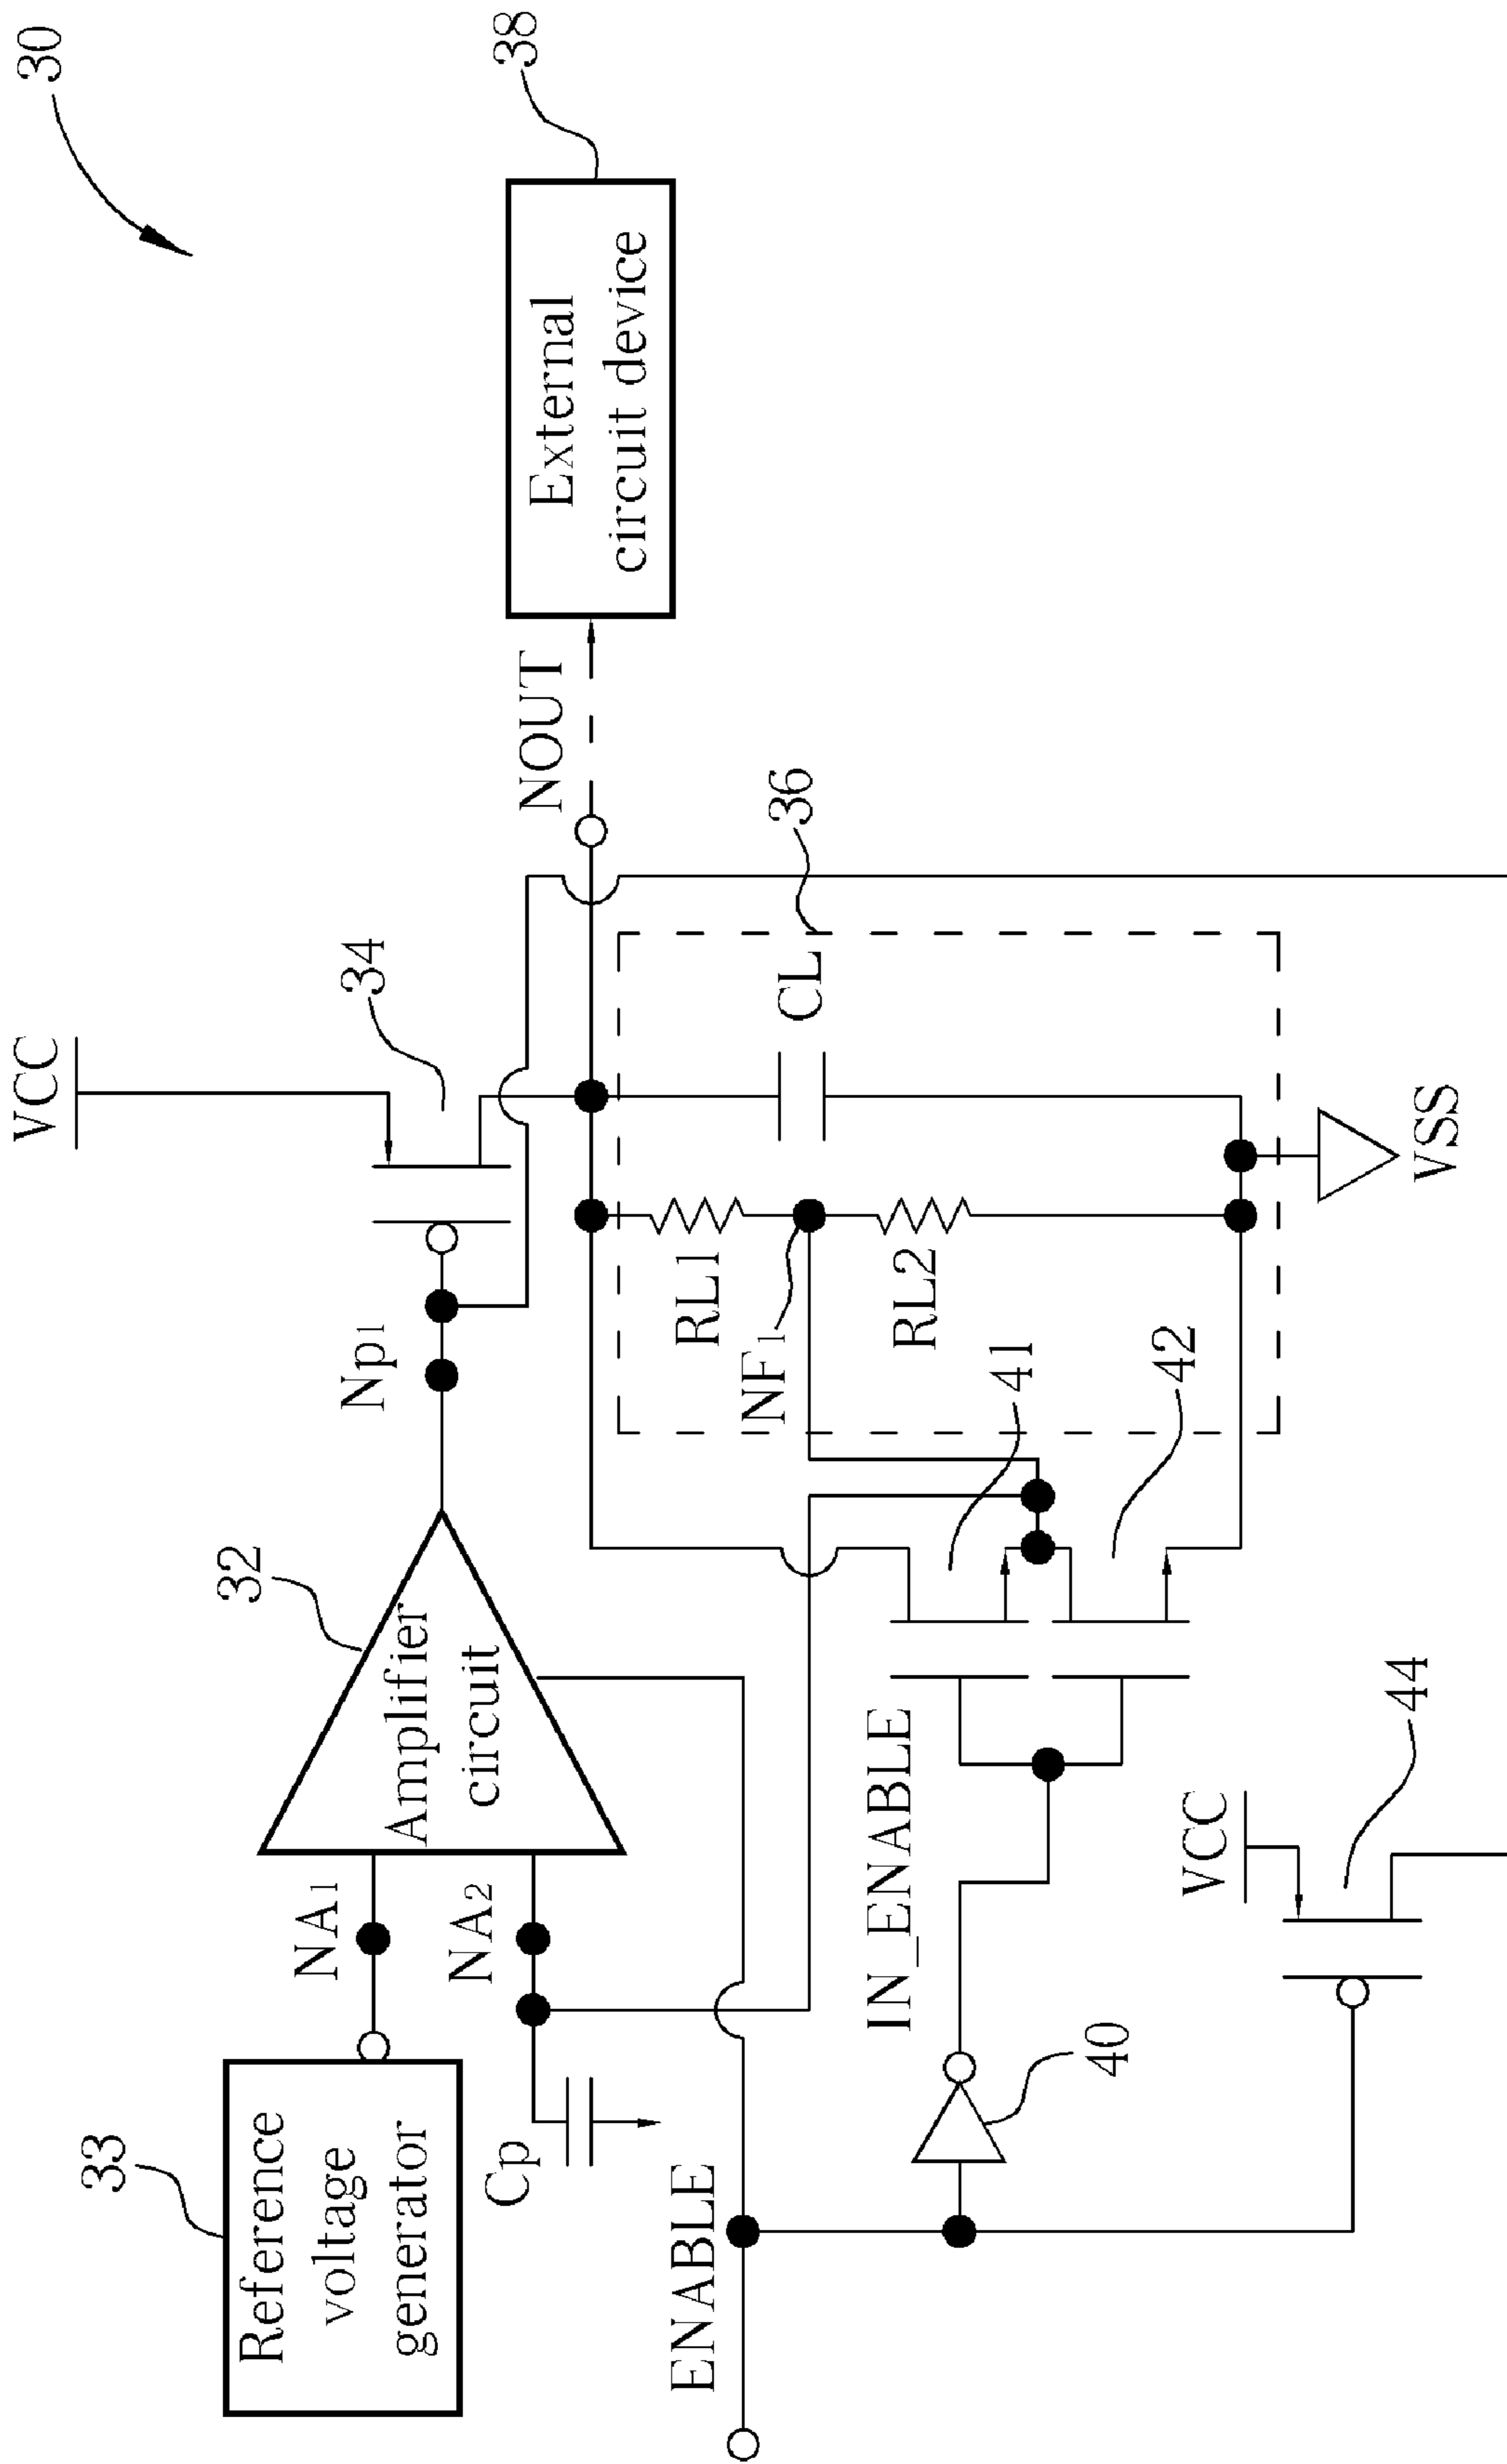 30
VCC
34
38
External
circuit device
NOUT
36
32
Amplifier
circuit
Np1
33
Reference
voltage
generator
NA1
NA2
Cp
RL1
CL
NF1
RL2
41
42
VSS
ENABLE
IN_ENABLE
40
VCC
44